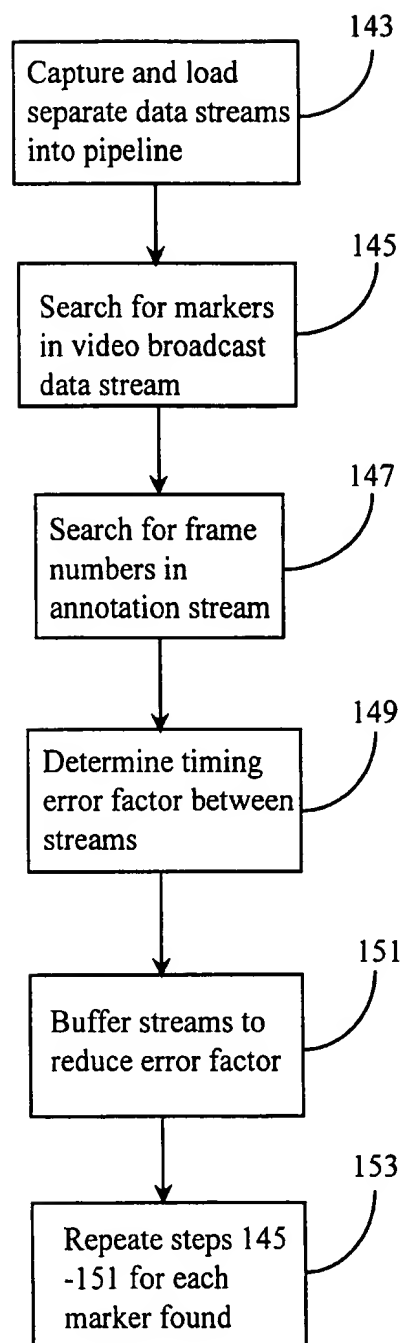 143
Capture and load
separate data streams
into pipeline
145
Search for markers
in video broadcast
data stream
147
Search for frame
numbers in
annotation stream
149
Determine timing
error factor between
streams
151
Buffer streams to
reduce error factor
153
Repeat steps 145
-151 for each
marker found